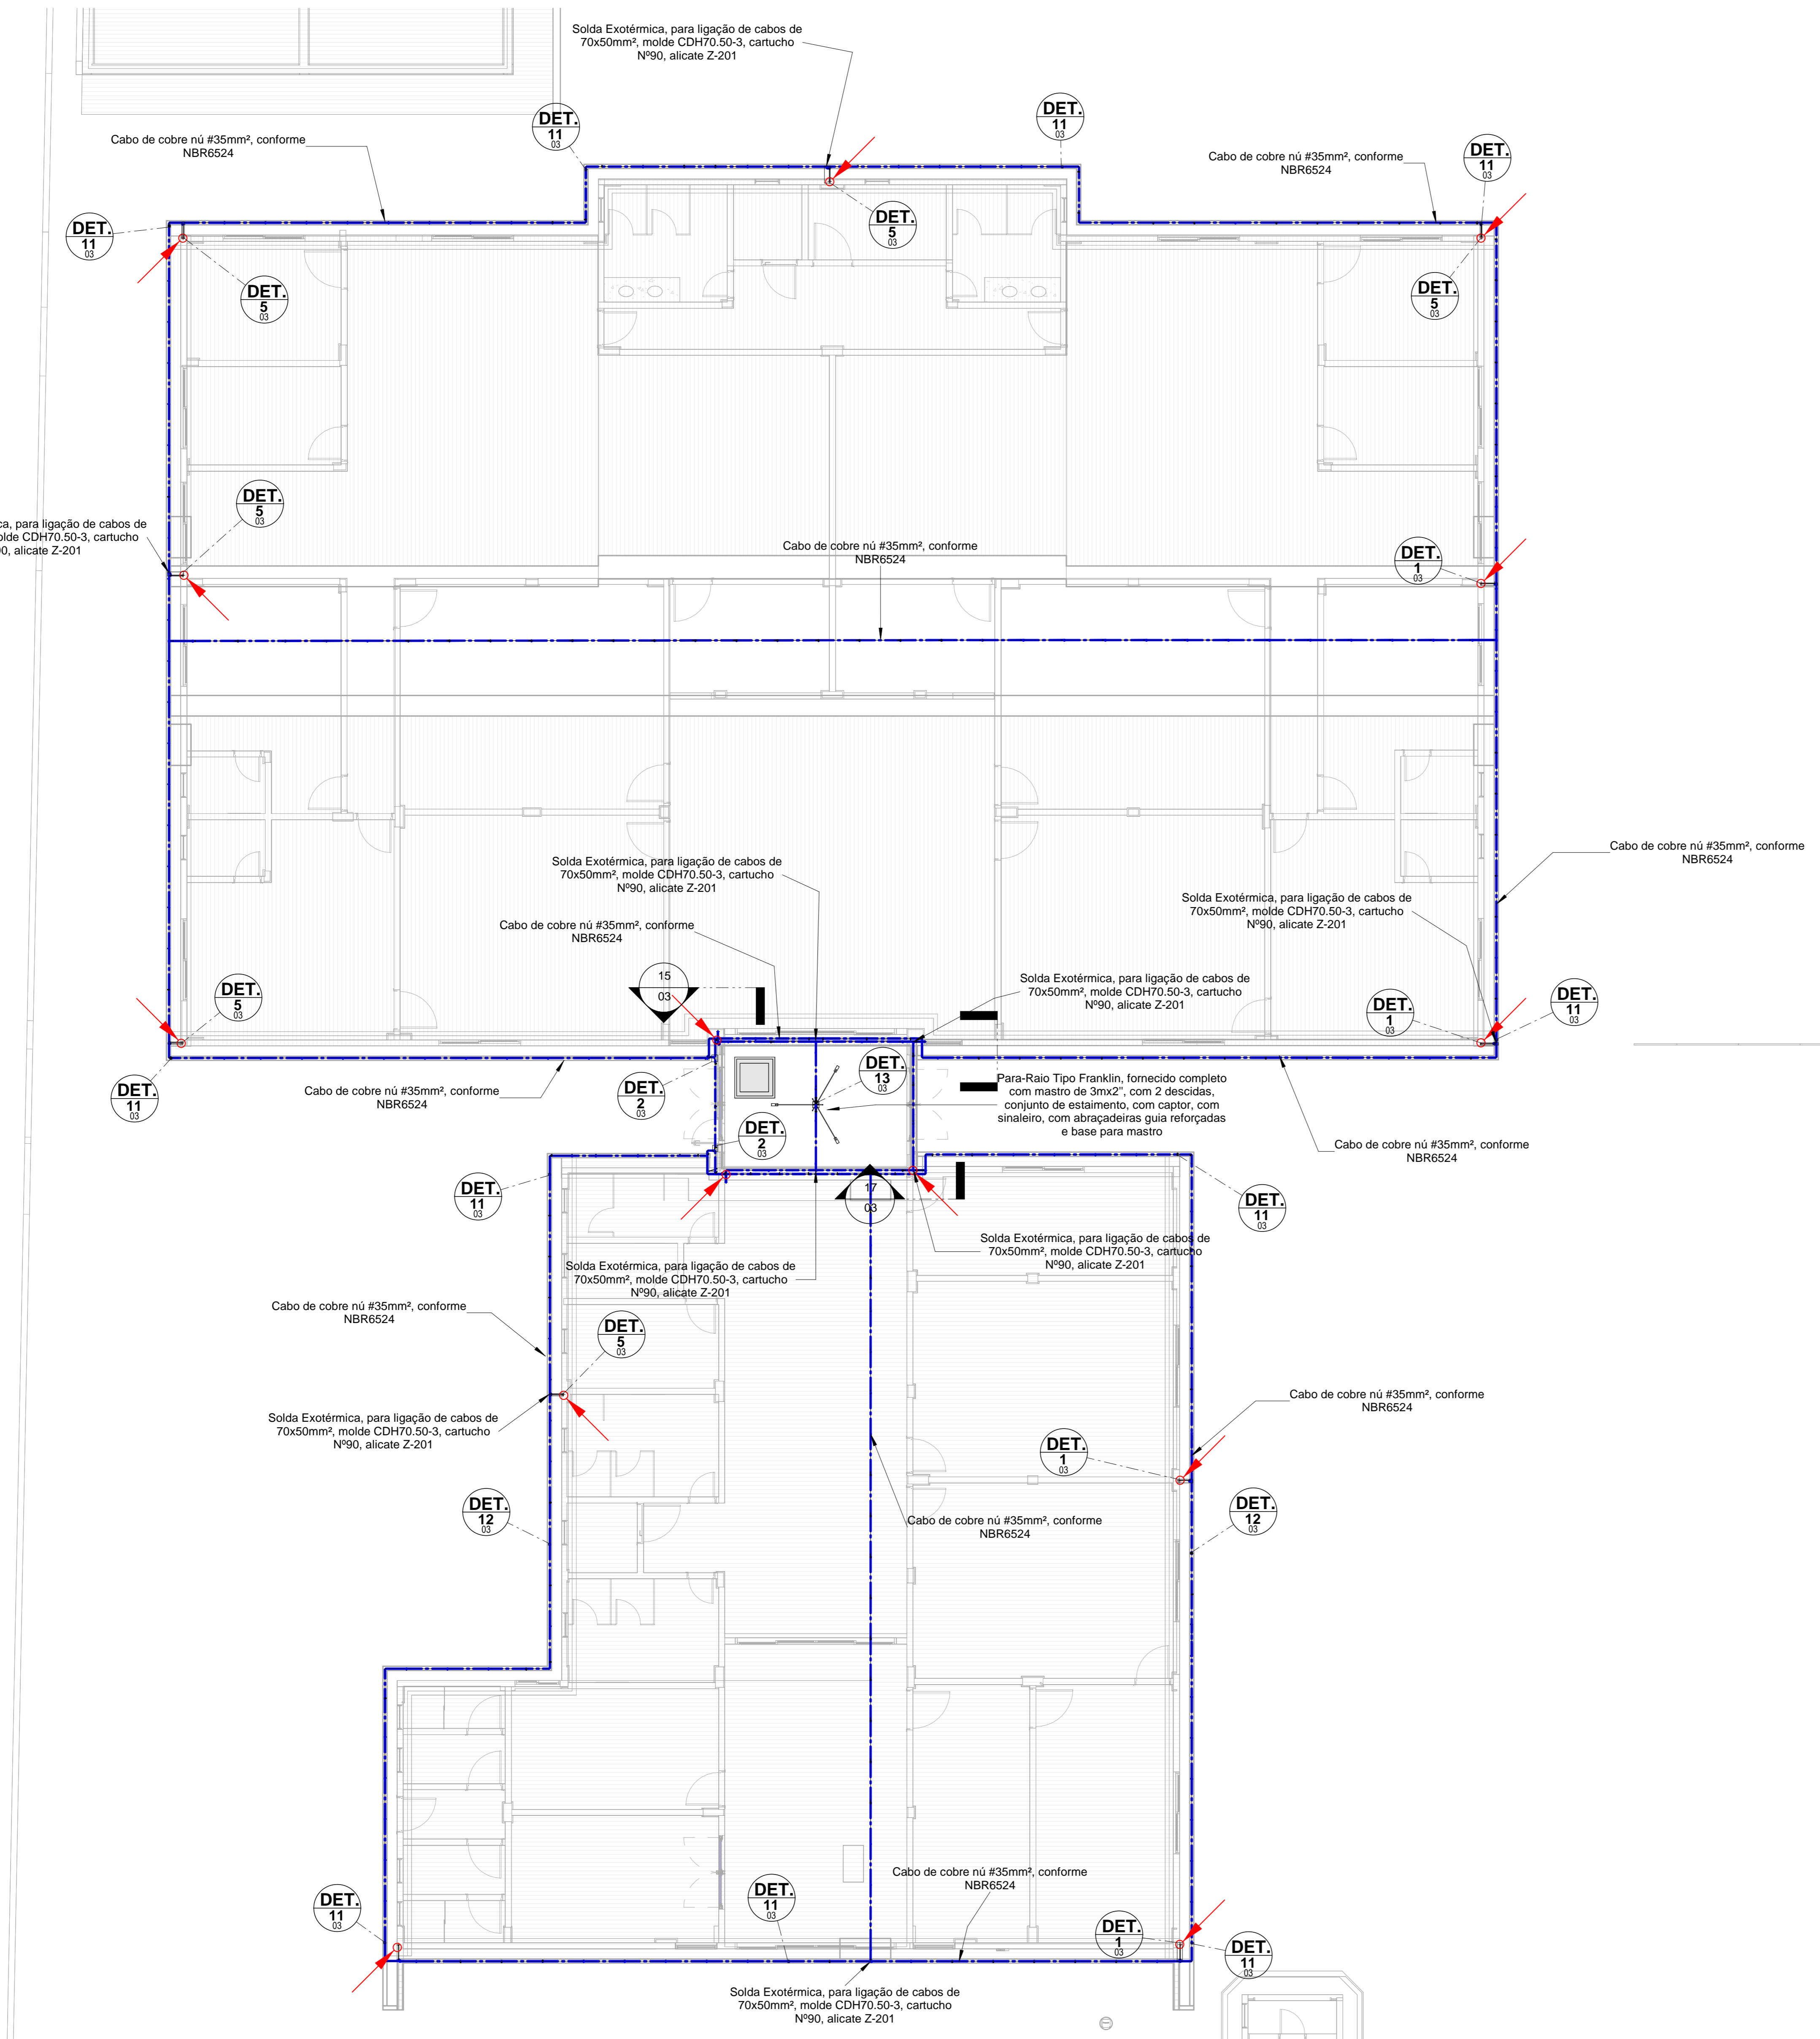 Solda Exotérmica, para ligação de cabos de
70x50mm², molde CDH70.50-3, cartucho
Nº90, alicate Z-201
DET.
11
03
DET.
11
03
Cabo de cobre nú #35mm², conforme
NBR6524
Cabo de cobre nú #35mm², conforme
NBR6524
DET.
11
03
DET.
11
03
DET.
5
03
DET.
5
03
DET.
5
03
DET.
5
03
para ligação de cabos de
CDH70.50-3, cartucho
alicate Z-201
Cabo de cobre nú #35mm², conforme
NBR6524
DET.
1
03
Cabo de cobre nú #35mm², conforme
NBR6524
Solda Exotérmica, para ligação de cabos de
70x50mm², molde CDH70.50-3, cartucho
Nº90, alicate Z-201
Solda Exotérmica, para ligação de cabos de
70x50mm², molde CDH70.50-3, cartucho
Nº90, alicate Z-201
Cabo de cobre nú #35mm², conforme
NBR6524
15
03
Solda Exotérmica, para ligação de cabos de
70x50mm², molde CDH70.50-3, cartucho
Nº90, alicate Z-201
DET.
5
03
DET.
1
03
DET.
11
03
DET.
11
03
Cabo de cobre nú #35mm², conforme
NBR6524
DET.
2
03
DET.
13
03
Para-Raio Tipo Franklin, fornecido completo
com mastro de 3mx2", com 2 descidas,
conjunto de estaimento, com captor, com
sinaleiro, com abraçadeiras guia reforçadas
e base para mastro
DET.
2
03
Cabo de cobre nú #35mm², conforme
NBR6524
DET.
11
03
17
03
DET.
11
03
Solda Exotérmica, para ligação de cabos de
70x50mm², molde CDH70.50-3, cartucho
Nº90, alicate Z-201
Solda Exotérmica, para ligação de cabos de
70x50mm², molde CDH70.50-3, cartucho
Nº90, alicate Z-201
Cabo de cobre nú #35mm², conforme
NBR6524
DET.
5
03
Cabo de cobre nú #35mm², conforme
NBR6524
Solda Exotérmica, para ligação de cabos de
70x50mm², molde CDH70.50-3, cartucho
Nº90, alicate Z-201
DET.
1
03
DET.
12
03
DET.
12
03
Cabo de cobre nú #35mm², conforme
NBR6524
Cabo de cobre nú #35mm², conforme
NBR6524
DET.
11
03
DET.
11
03
DET.
1
03
DET.
11
03
Solda Exotérmica, para ligação de cabos de
70x50mm², molde CDH70.50-3, cartucho
Nº90, alicate Z-201